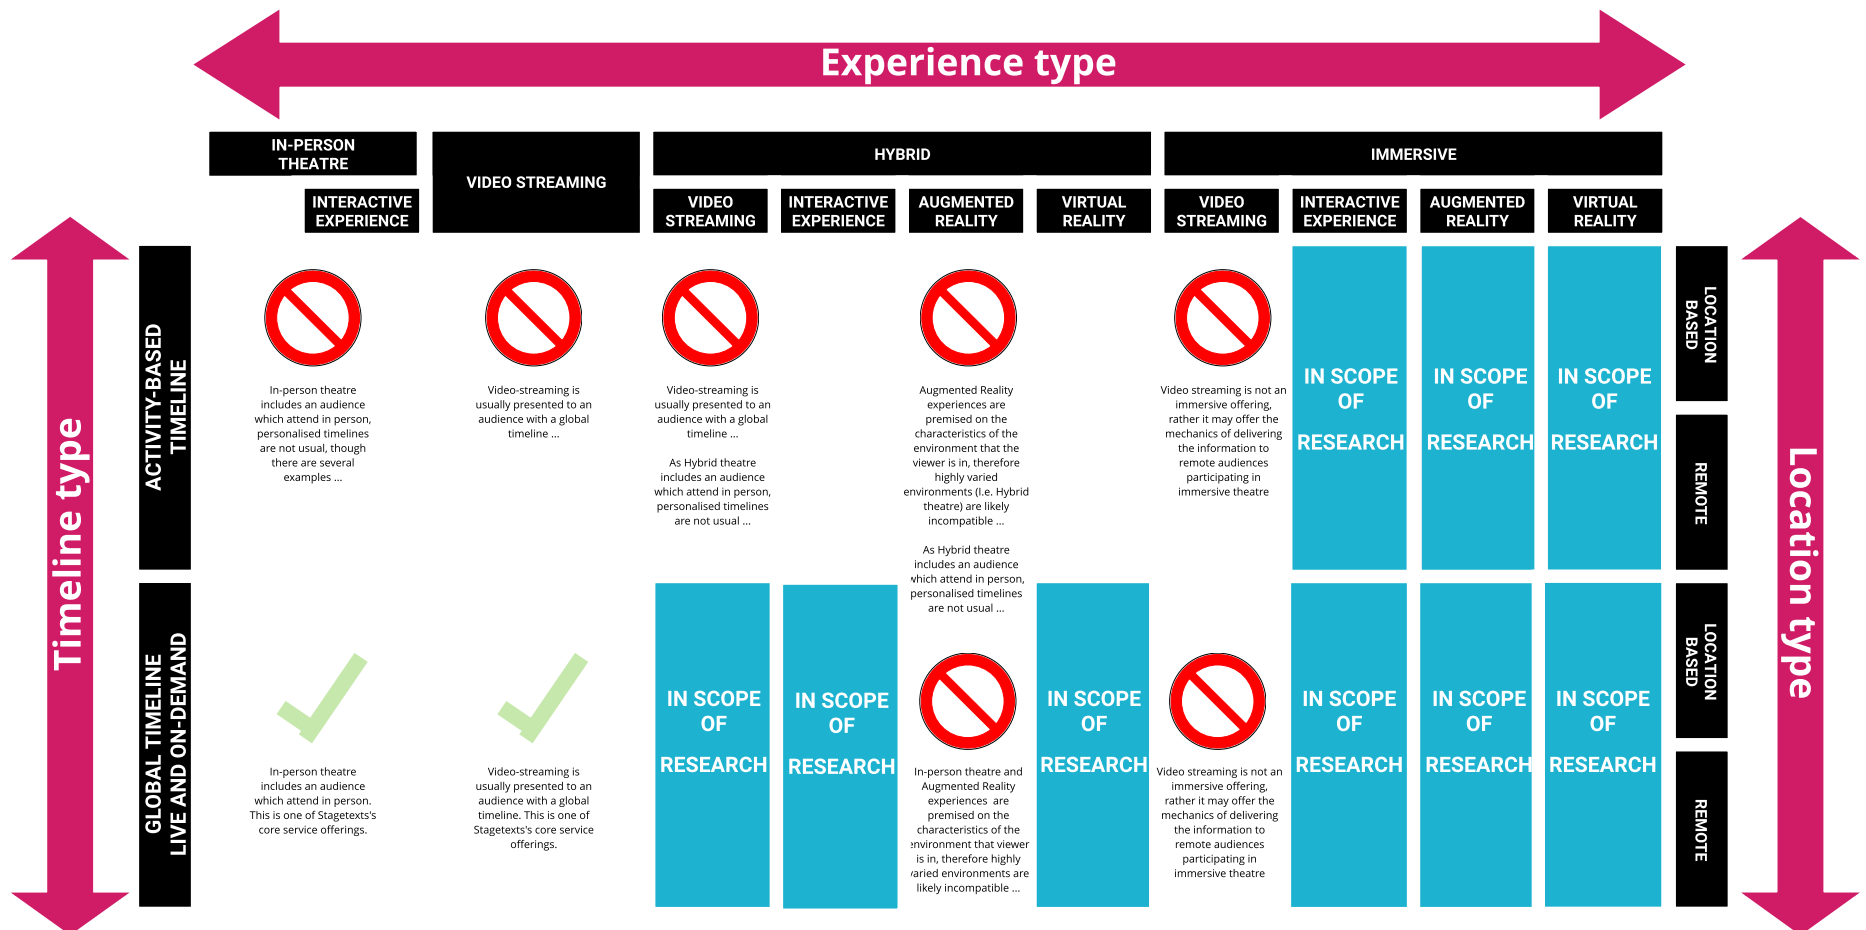 Experience type
IN-PERSON
THEATRE
VIDEO STREAMING
HYBRID
IMMERSIVE
INTERACTIVE
EXPERIENCE
VIDEO
STREAMING
INTERACTIVE
EXPERIENCE
AUGMENTED
REALITY
VIRTUAL
REALITY
VIDEO
STREAMING
INTERACTIVE
EXPERIENCE
AUGMENTED
REALITY
VIRTUAL
REALITY
Timeline type
ACTIVITY-BASED
TIMELINE
In-person theatre
includes an audience
which attend in person,
personalised timelines
are not usual, though
there are several
examples ...
Video-streaming is
usually presented to an
audience with a global
timeline ...
Video-streaming is
usually presented to an
audience with a global
timeline ...
As Hybrid theatre
includes an audience
which attend in person,
personalised timelines
are not usual ...
Augmented Reality
experiences are
premised on the
characteristics of the
environment that the
viewer is in, therefore
highly varied
environments (I.e. Hybrid
theatre) are likely
incompatible ...
As Hybrid theatre
includes an audience
which attend in person,
personalised timelines
are not usual ...
Video streaming is not an
immersive offering,
rather it may offer the
mechanics of delivering
the information to
remote audiences
participating in
immersive theatre
IN SCOPE
OF
RESEARCH
IN SCOPE
OF
RESEARCH
IN SCOPE
OF
RESEARCH
LOCATION
BASED
REMOTE
Location type
GLOBAL TIMELINE
LIVE AND ON-DEMAND
In-person theatre
includes an audience
which attend in person.
This is one of Stagetexts's
core service offerings.
Video-streaming is
usually presented to an
audience with a global
timeline. This is one of
Stagetexts's core service
offerings.
IN SCOPE
OF
RESEARCH
IN SCOPE
OF
RESEARCH
In-person theatre and
Augmented Reality
experiences are
premised on the
characteristics of the
environment that viewer
is in, therefore highly
varied environments are
likely incompatible ...
IN SCOPE
OF
RESEARCH
Video streaming is not an
immersive offering,
rather it may offer the
mechanics of delivering
the information to
remote audiences
participating in
immersive theatre
IN SCOPE
OF
RESEARCH
IN SCOPE
OF
RESEARCH
IN SCOPE
OF
RESEARCH
LOCATION
BASED
REMOTE